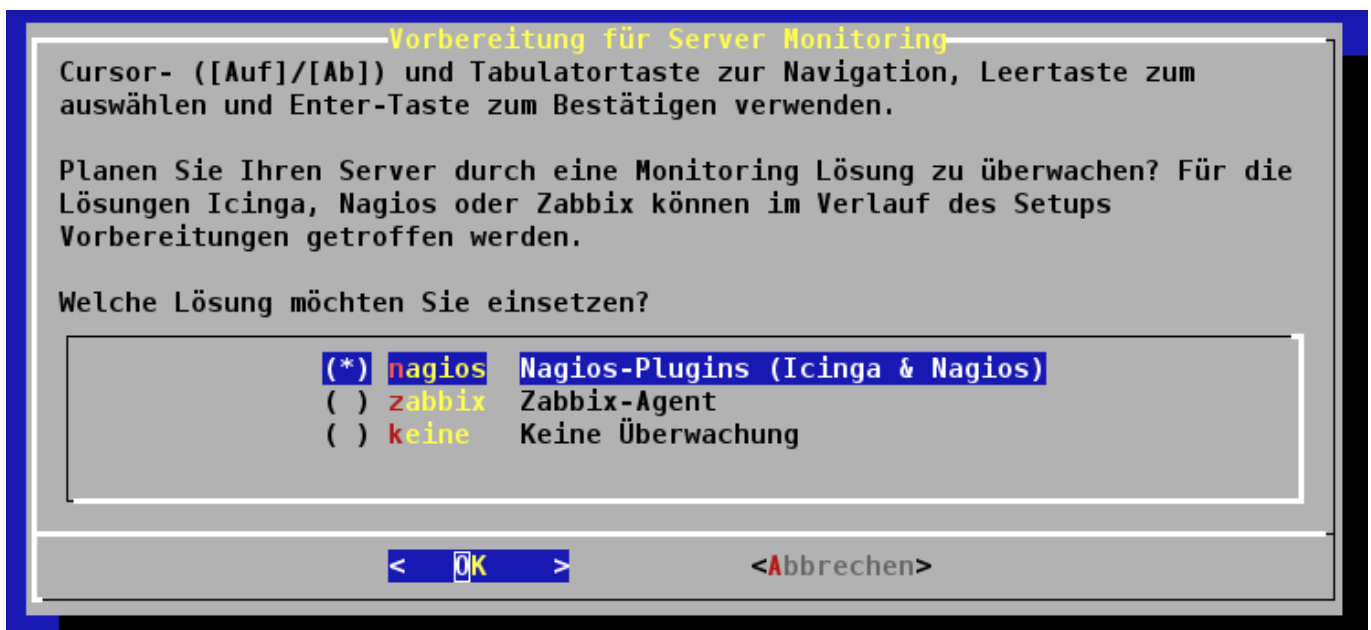 Vorbereitung für Server Monitoring
Cursor- ([Auf]/[Ab]) und Tabulatortaste zur Navigation, Leertaste zum
auswählen und Enter-Taste zum Bestätigen verwenden.
Planen Sie Ihren Server durch eine Monitoring Lösung zu überwachen? Für die
Lösungen Icinga, Nagios oder Zabbix können im Verlauf des Setups
Vorbereitungen getroffen werden.
Welche Lösung möchten Sie einsetzen?
(*) nagios Nagios-Plugins (Icinga & Nagios)
( ) zabbix Zabbix-Agent
( ) keine Keine Überwachung
< OK > <Abbrechen>